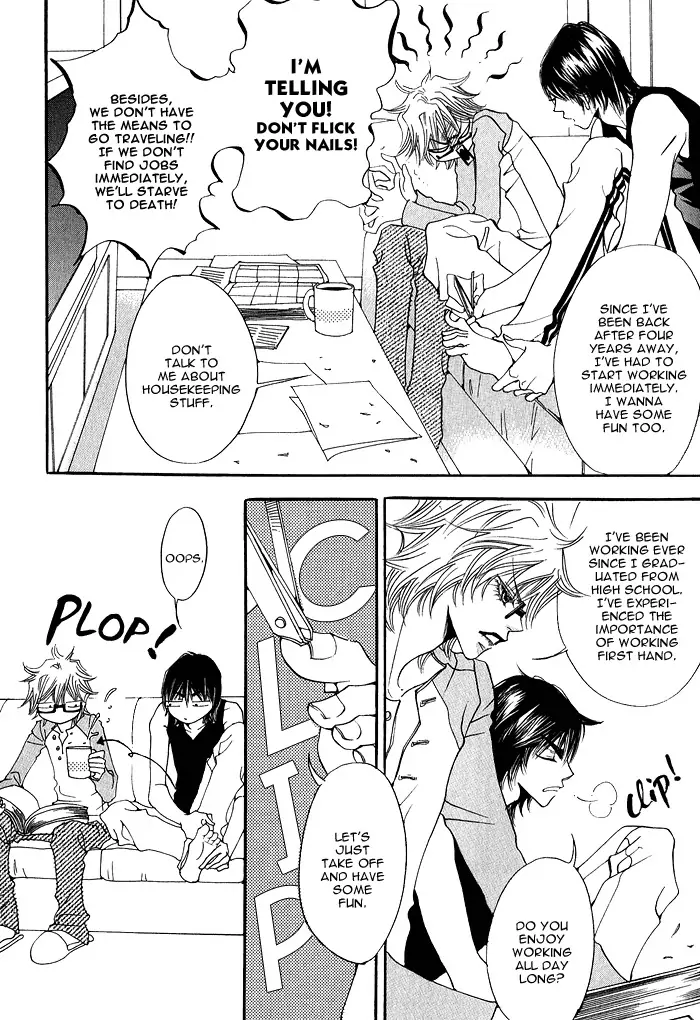 SINCE I'VE
BEEN BACK
AFTER FOUR
YEARS AWAY,
I'VE HAD TO
START WORKING
IMMEDIATELY.
I WANNA
HAVE SOME
FUN TOO.
I'M
TELLING
YOU!
DON'T FLICK
YOUR NAILS!
BESIDES,
WE DON'T HAVE
THE MEANS TO
GO TRAVELING!!
IF WE DON'T
FIND JOBS
IMMEDIATELY,
WE'LL STARVE
TO DEATH!
DON'T
TALK TO
ME ABOUT
HOUSEKEEPING
STUFF.
I'VE BEEN
WORKING EVER
SINCE I GRAD-
UATED FROM
HIGH SCHOOL.
I'VE EXPERI-
ENCED THE
IMPORTANCE
OF WORKING
FIRST HAND.
clip!
DO YOU
ENJOY
WORKING
ALL DAY
LONG?
LET'S
JUST
TAKE OFF
AND HAVE
SOME
FUN.
CLIP
OOPS.
PLOP!